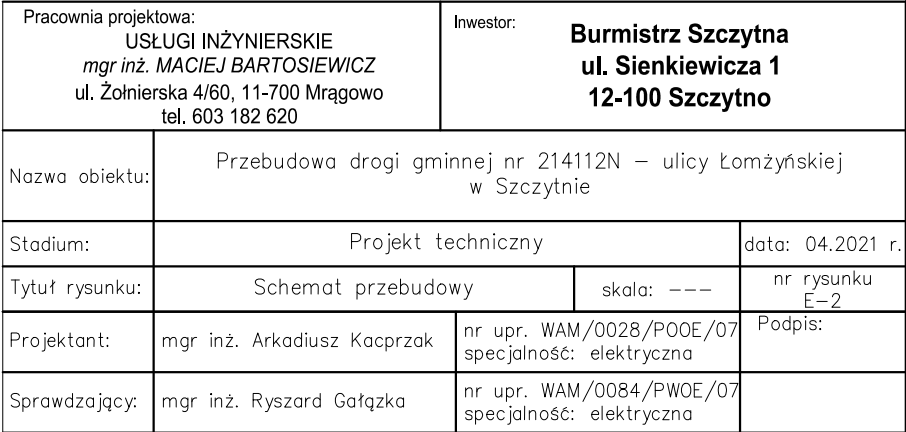 Pracownia projektowa:
USŁUGI INŻYNIERSKIE
mgr inż. MACIEJ BARTOSIEWICZ
ul. Żołnierska 4/60, 11-700 Mrągowo
tel. 603 182 620
Inwestor:
Burmistrz Szczytna
ul. Sienkiewicza 1
12-100 Szczytno
Nazwa obiektu:
Przebudowa drogi gminnej nr 214112N – ulicy Łomżyńskiej
w Szczytnie
Stadium:
Projekt techniczny
data: 04.2021 r.
Tytuł rysunku:
Schemat przebudowy
skala: ---
nr rysunku
E-2
Projektant:
mgr inż. Arkadiusz Kacprzak
nr upr. WAM/0028/POOE/07
specjalność: elektryczna
Podpis:
Sprawdzający:
mgr inż. Ryszard Gałązka
nr upr. WAM/0084/PWOE/07
specjalność: elektryczna